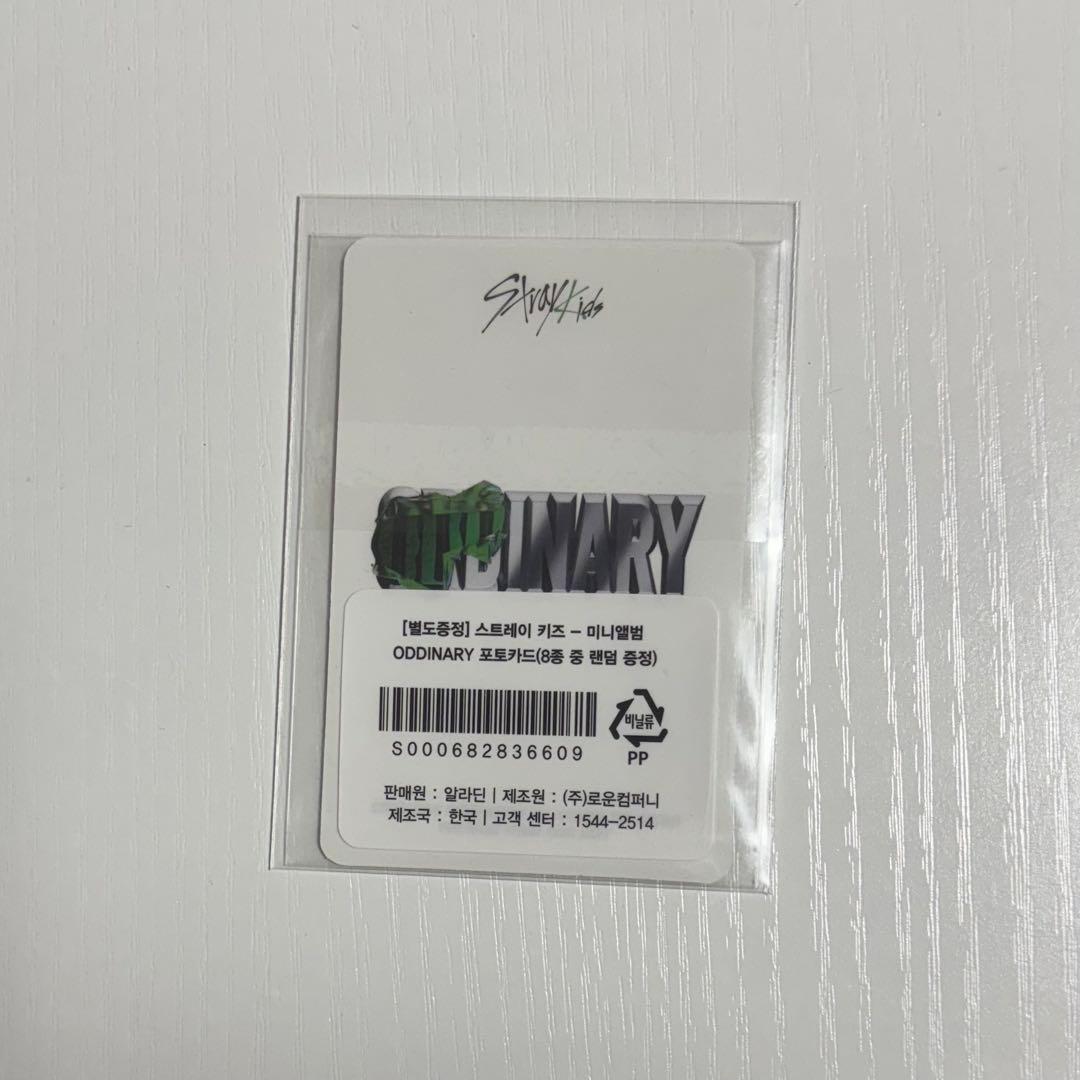 Stray Kids
ODDINARY
[별도증정] 스트레이 키즈 – 미니앨범
ODDINARY 포토카드(8종 중 랜덤 증정)
비닐류
S000682836609
PP
판매원 : 알라딘 | 제조원 : (주)로운컴퍼니
제조국 : 한국 | 고객 센터 : 1544-2514